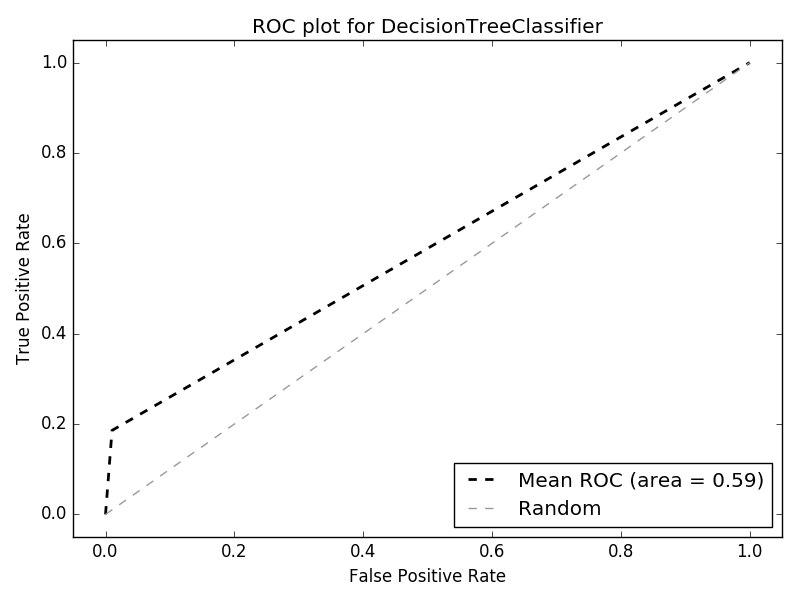 ROC plot for DecisionTreeClassifier
1.0
0.8
0.6
0.4
0.2
0.0
True Positive Rate
Mean ROC (area = 0.59)
Random
0.0 0.2 0.4 0.6 0.8 1.0
False Positive Rate